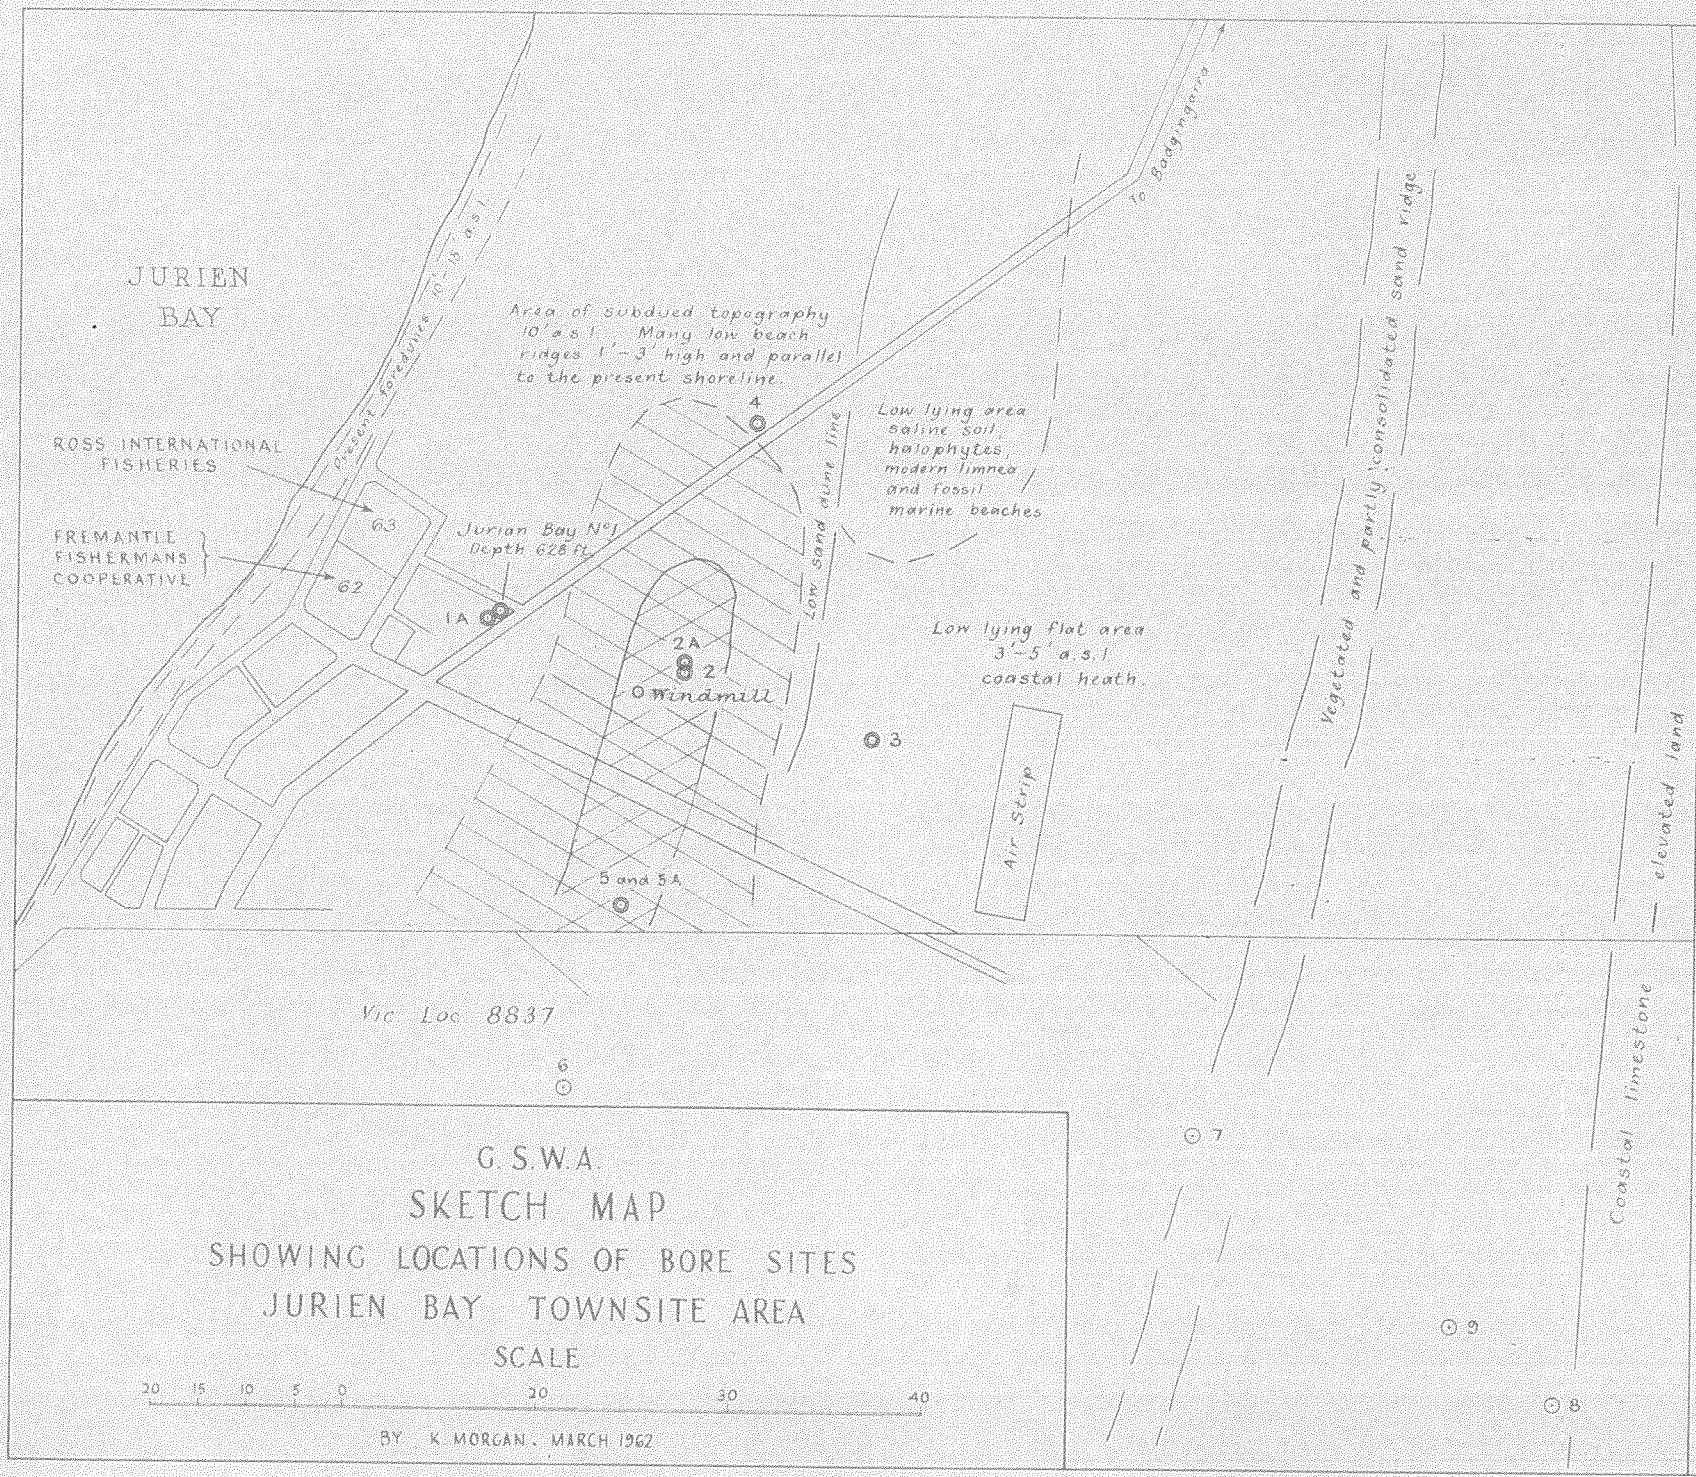 To Badgingarra
JURIEN
BAY
Present foredunes 10'-15' a.s.l
Area of subdued topography
10' a s l. Many low beach
ridges 1'-3' high and parallel
to the present shoreline.
4
Low lying area
saline soil
halophytes,
modern limnea
and fossil
marine beaches
Low sand dune line
Vegetated and partly consolidated sand ridge
ROSS INTERNATIONAL
FISHERIES
63
FREMANTLE
FISHERMANS
COOPERATIVE
62
Jurian Bay Nº1
Depth 628 ft.
1A
2A
2
Windmill
Low lying flat area
3'-5' a.s.l
coastal heath.
3
Air Strip
5 and 5A
Coastal limestone — elevated land
Vic Loc 8837
6
7
9
8
G.S.W.A.
SKETCH MAP
SHOWING LOCATIONS OF BORE SITES
JURIEN BAY TOWNSITE AREA
SCALE
20 15 10 5 0 20 30 40
BY K MORGAN. MARCH 1962